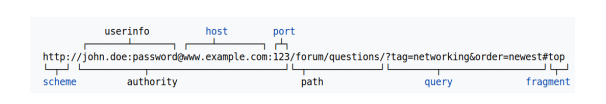 userinfo host port
http://john.doe:password@www.example.com:123/forum/questions/?tag=networking&order=newest#top
scheme authority path query fragment